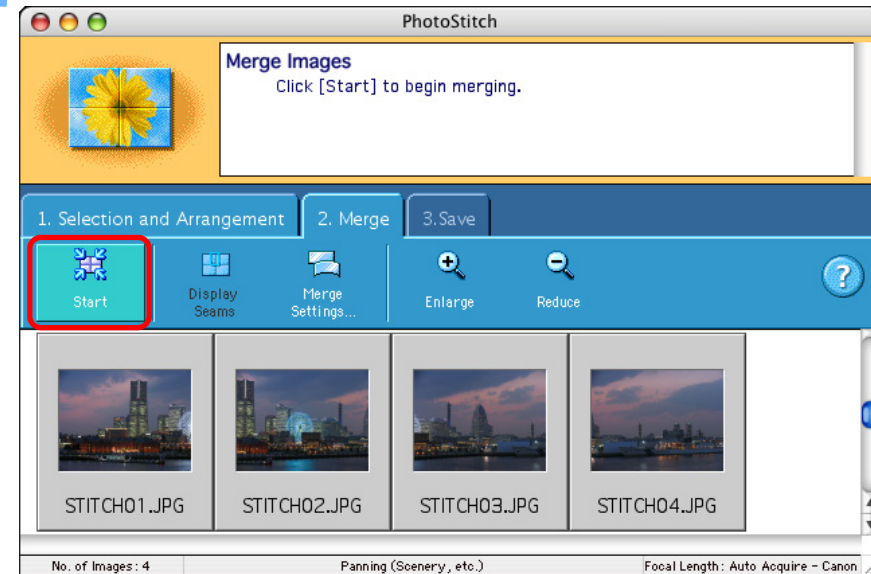 PhotoStitch
Merge Images
Click [Start] to begin merging.
1. Selection and Arrangement
2. Merge
3.Save
Start
Display
Seams
Merge
Settings...
Enlarge
Reduce
?
STITCH01.JPG
STITCH02.JPG
STITCH03.JPG
STITCH04.JPG
No. of Images: 4
Panning (Scenery, etc.)
Focal Length: Auto Acquire - Canon